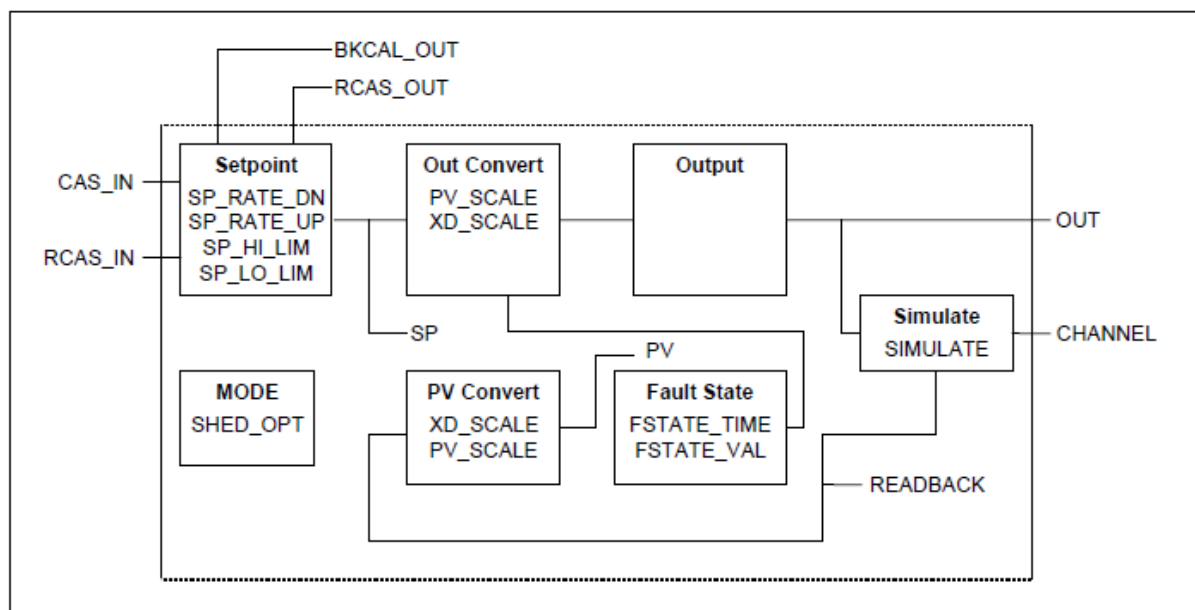 BKCAL_OUT
RCAS_OUT
CAS_IN
RCAS_IN
Setpoint
SP_RATE_DN
SP_RATE_UP
SP_HI_LIM
SP_LO_LIM
Out Convert
PV_SCALE
XD_SCALE
Output
OUT
SP
Simulate
SIMULATE
CHANNEL
PV
MODE
SHED_OPT
PV Convert
XD_SCALE
PV_SCALE
Fault State
FSTATE_TIME
FSTATE_VAL
READBACK